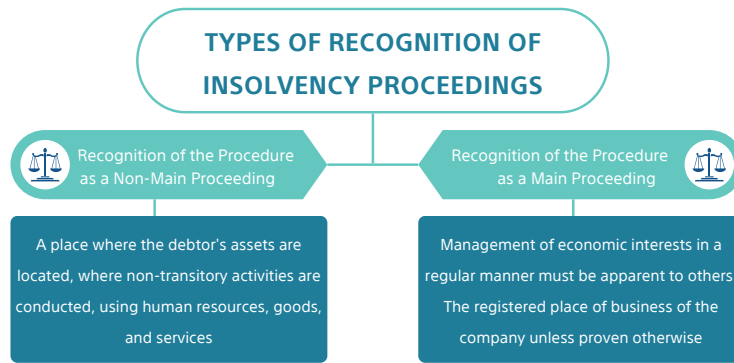 TYPES OF RECOGNITION OF
INSOLVENCY PROCEEDINGS
Recognition of the Procedure
as a Non-Main Proceeding
A place where the debtor's assets are
located, where non-transitory activities are
conducted, using human resources, goods,
and services
Recognition of the Procedure
as a Main Proceeding
Management of economic interests in a
regular manner must be apparent to others
The registered place of business of the
company unless proven otherwise